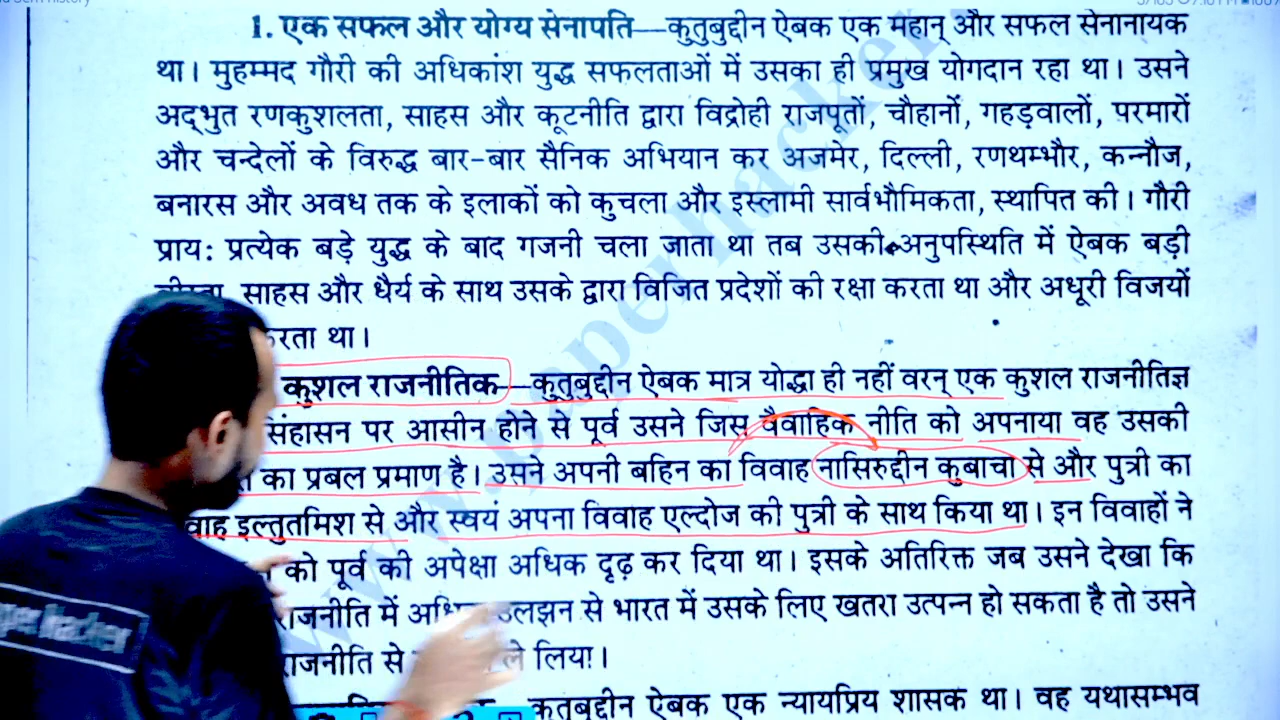 1. एक सफल और योग्य सेनापति—कुतुबुद्दीन ऐबक एक महान् और सफल सेनानायक
था। मुहम्मद गौरी की अधिकांश युद्ध सफलताओं में उसका ही प्रमुख योगदान रहा था। उसने
अद्भुत रणकुशलता, साहस और कूटनीति द्वारा विद्रोही राजपूतों, चौहानों, गहड़वालों, परमारों
और चन्देलों के विरुद्ध बार-बार सैनिक अभियान कर अजमेर, दिल्ली, रणथम्भौर, कन्नौज,
बनारस और अवध तक के इलाकों को कुचला और इस्लामी सार्वभौमिकता, स्थापित की। गौरी
प्राय: प्रत्येक बड़े युद्ध के बाद गजनी चला जाता था तब उसकी अनुपस्थिति में ऐबक बड़ी
साहस और धैर्य के साथ उसके द्वारा विजित प्रदेशों की रक्षा करता था और अधूरी विजयों
था।
कुशल राजनीतिक—कुतुबुद्दीन ऐबक मात्र योद्धा ही नहीं वरन् एक कुशल राजनीतिज्ञ
पर आसीन होने से पूर्व उसने जिस वैवाहिक नीति को अपनाया वह उसकी
का प्रबल प्रमाण है। उसने अपनी बहिन का विवाह नासिरुद्दीन कुबाचा से और पुत्री का
इल्तुतमिश से और स्वयं अपना विवाह एल्दोज की पुत्री के साथ किया था। इन विवाहों ने
को पूर्व की अपेक्षा अधिक दृढ़ कर दिया था। इसके अतिरिक्त जब उसने देखा कि
में से भारत में उसके लिए खतरा उत्पन्न हो सकता है तो उसने
से ले लिया।
कुतुबुद्दीन ऐबक एक न्यायप्रिय शासक था। वह यथासम्भव
www.paperhacker
per hacker